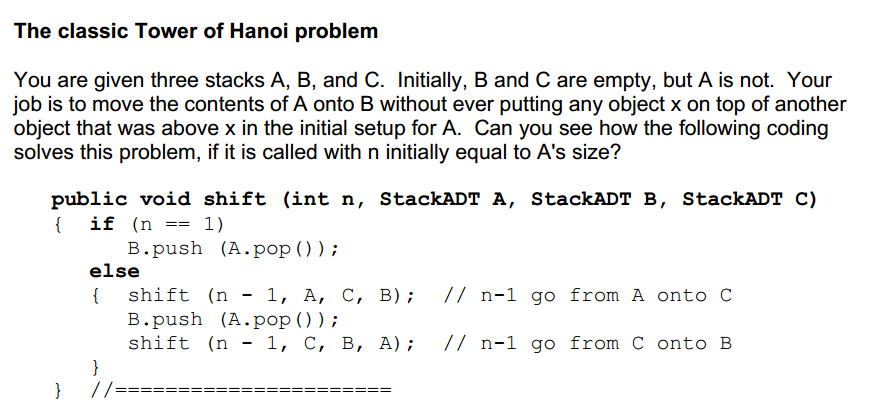 The classic Tower of Hanoi problem
You are given three stacks A, B, and C. Initially, B and C are empty, but A is not. Your
job is to move the contents of A onto B without ever putting any object x on top of another
object that was above x in the initial setup for A. Can you see how the following coding
solves this problem, if it is called with n initially equal to A's size?
public void shift (int n, StackADT A, StackADT B, StackADT C)
{ if (n == 1)
B.push (A.pop());
else
{ shift (n - 1, A, C, B); // n-1 go from A onto C
B.push (A.pop());
shift (n - 1, C, B, A); // n-1 go from C onto B
}
} //=======================